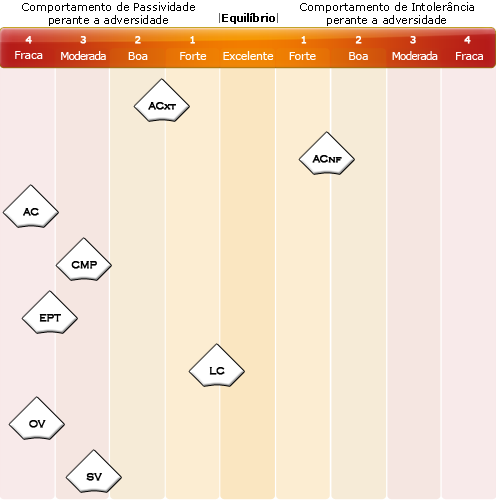 Comportamento de Passividade
perante a adversidade
|Equilíbrio|
Comportamento de Intolerância
perante a adversidade
4 3 2 1 1 2 3 4
Fraca Moderada Boa Forte Excelente Forte Boa Moderada Fraca
ACXT
ACNF
AC
CMP
EPT
LC
OV
SV